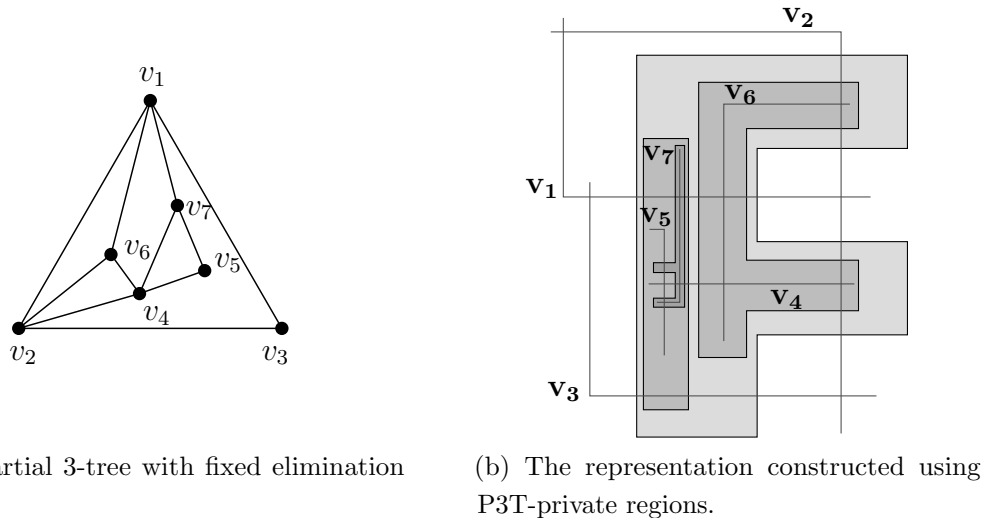 v1
v7
v6
v5
v4
v2
v3
v2
v6
v7
v1
v5
v4
v3
artial 3-tree with fixed elimination
(b) The representation constructed using
P3T-private regions.